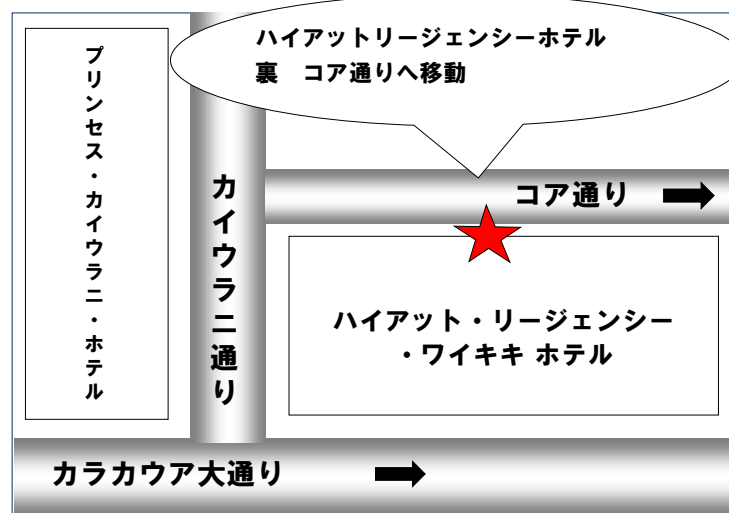 ハイアットリージェンシーホテル
裏　コア通りへ移動
プリンセス・カイウラニ・ホテル
カイウラニ通り
コア通り
ハイアット・リージェンシー
・ワイキキ ホテル
カラカウア大通り